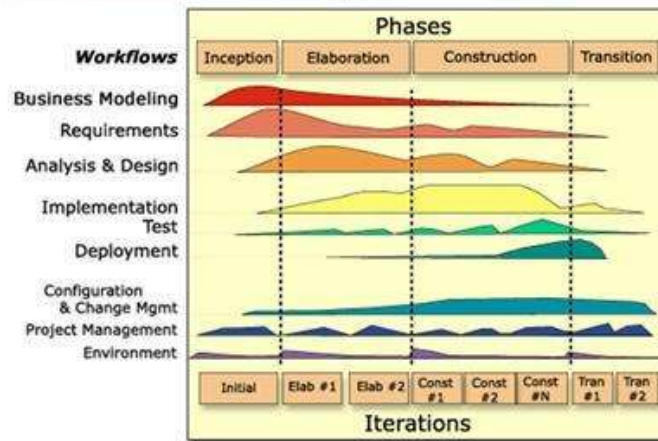 Phases
Workflows Inception Elaboration Construction Transition
Business Modeling
Requirements
Analysis & Design
Implementation
Test
Deployment
Configuration
& Change Mgmt
Project Management
Environment
Initial Elab #1 Elab #2 Const #1 Const #2 Const #N Tran #1 Tran #2
Iterations